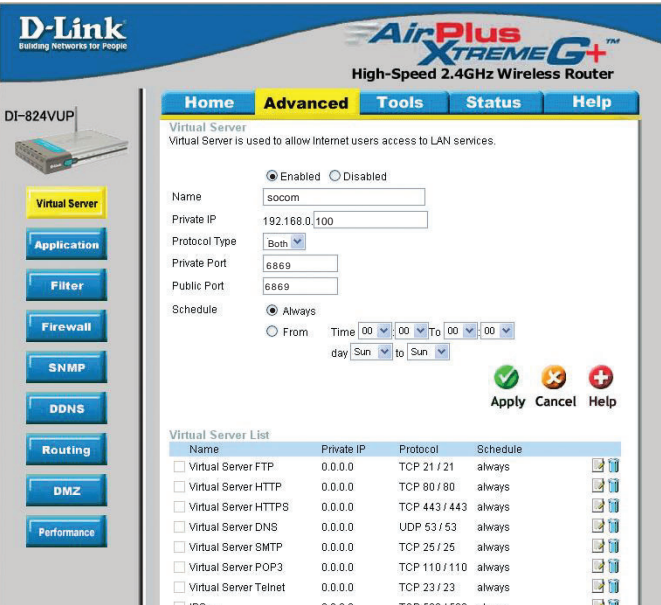 D-Link
Building Networks for People
AirPlus
XTREME G+™
High-Speed 2.4GHz Wireless Router
DI-824VUP
Home Advanced Tools Status Help
Virtual Server
Application
Filter
Firewall
SNMP
DDNS
Routing
DMZ
Performance
Virtual Server
Virtual Server is used to allow Internet users access to LAN services.
Enabled Disabled
Name socom
Private IP 192.168.0. 100
Protocol Type Both
Private Port 6869
Public Port 6869
Schedule Always
From Time 00 : 00 To 00 : 00
day Sun to Sun
Apply Cancel Help
Virtual Server List
Name Private IP Protocol Schedule
Virtual Server FTP 0.0.0.0 TCP 21 / 21 always
Virtual Server HTTP 0.0.0.0 TCP 80 / 80 always
Virtual Server HTTPS 0.0.0.0 TCP 443 / 443 always
Virtual Server DNS 0.0.0.0 UDP 53 / 53 always
Virtual Server SMTP 0.0.0.0 TCP 25 / 25 always
Virtual Server POP3 0.0.0.0 TCP 110 / 110 always
Virtual Server Telnet 0.0.0.0 TCP 23 / 23 always